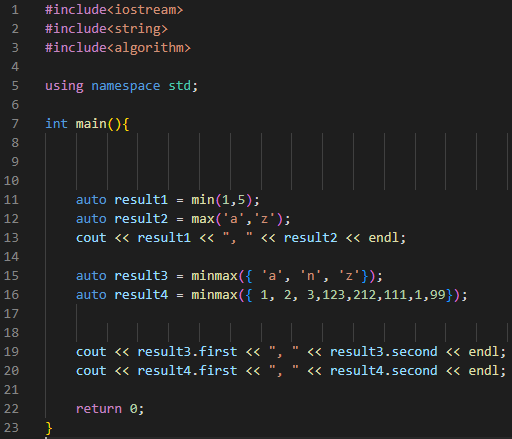 1 #include<iostream>
2 #include<string>
3 #include<algorithm>
4
5 using namespace std;
6
7 int main(){
8
9
10
11 auto result1 = min(1,5);
12 auto result2 = max('a','z');
13 cout << result1 << ", " << result2 << endl;
14
15 auto result3 = minmax({ 'a', 'n', 'z'});
16 auto result4 = minmax({ 1, 2, 3,123,212,111,1,99});
17
18
19 cout << result3.first << ", " << result3.second << endl;
20 cout << result4.first << ", " << result4.second << endl;
21
22 return 0;
23 }